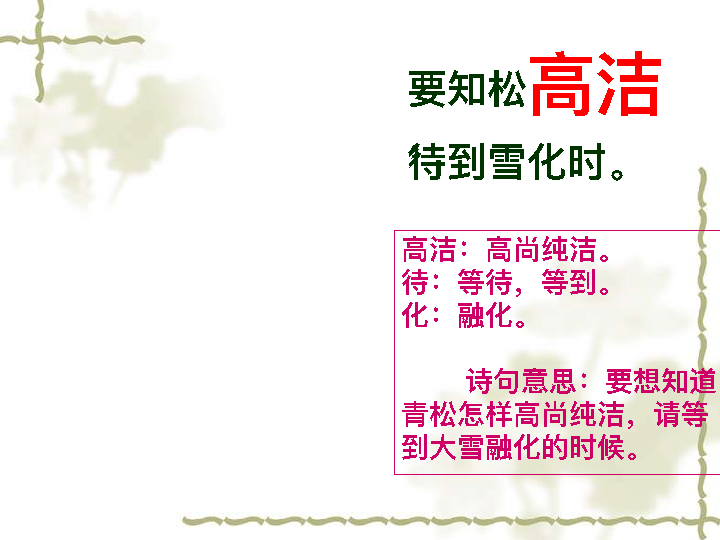 要知松高洁
待到雪化时。
高洁：高尚纯洁。
待：等待，等到。
化：融化。
诗句意思：要想知道
青松怎样高尚纯洁，请等
到大雪融化的时候。